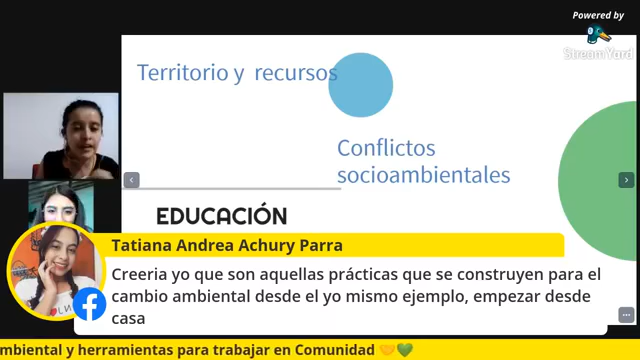 Powered by
StreamYard
Territorio y recursos
Conflictos
socioambientales
EDUCACIÓN
Tatiana Andrea Achury Parra
Creeria yo que son aquellas prácticas que se construyen para el
cambio ambiental desde el yo mismo ejemplo, empezar desde
casa
mbiental y herramientas para trabajar en Comunidad 🤝💚